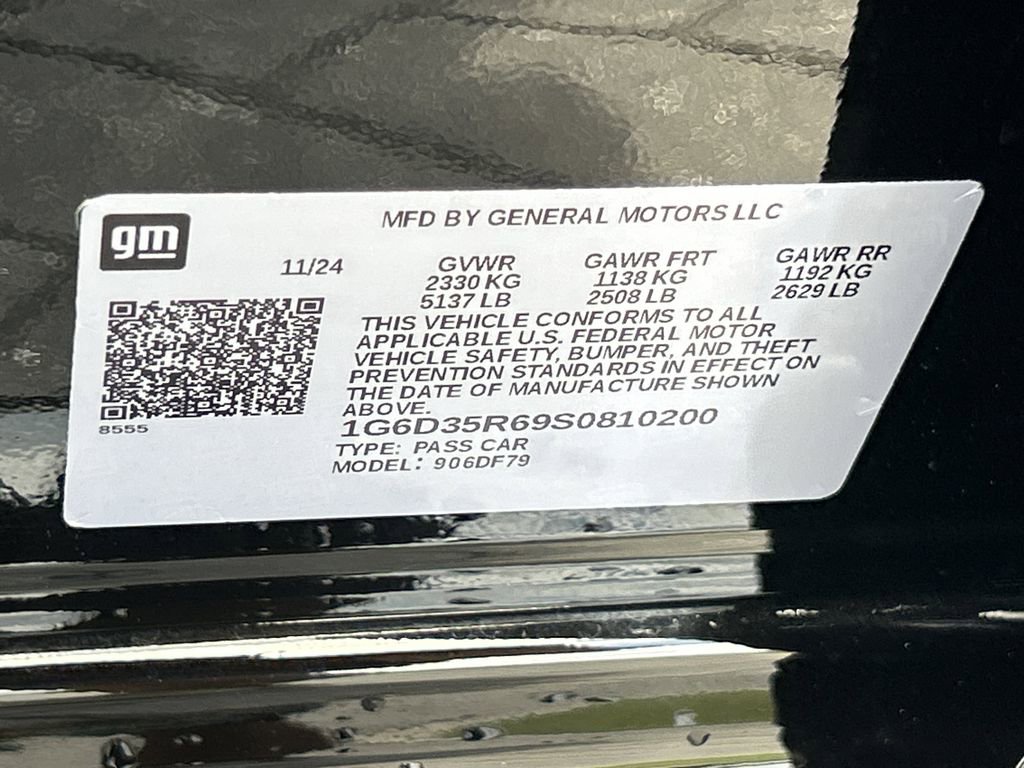 MFD BY GENERAL MOTORS LLC
gm
11/24 GVWR GAWR FRT GAWR RR
2330 KG 1138 KG 1192 KG
5137 LB 2508 LB 2629 LB
THIS VEHICLE CONFORMS TO ALL
APPLICABLE U.S. FEDERAL MOTOR
VEHICLE SAFETY, BUMPER, AND THEFT
PREVENTION STANDARDS IN EFFECT ON
THE DATE OF MANUFACTURE SHOWN
ABOVE.
8555
1G6D35R69S0810200
TYPE: PASS CAR
MODEL: 906DF79